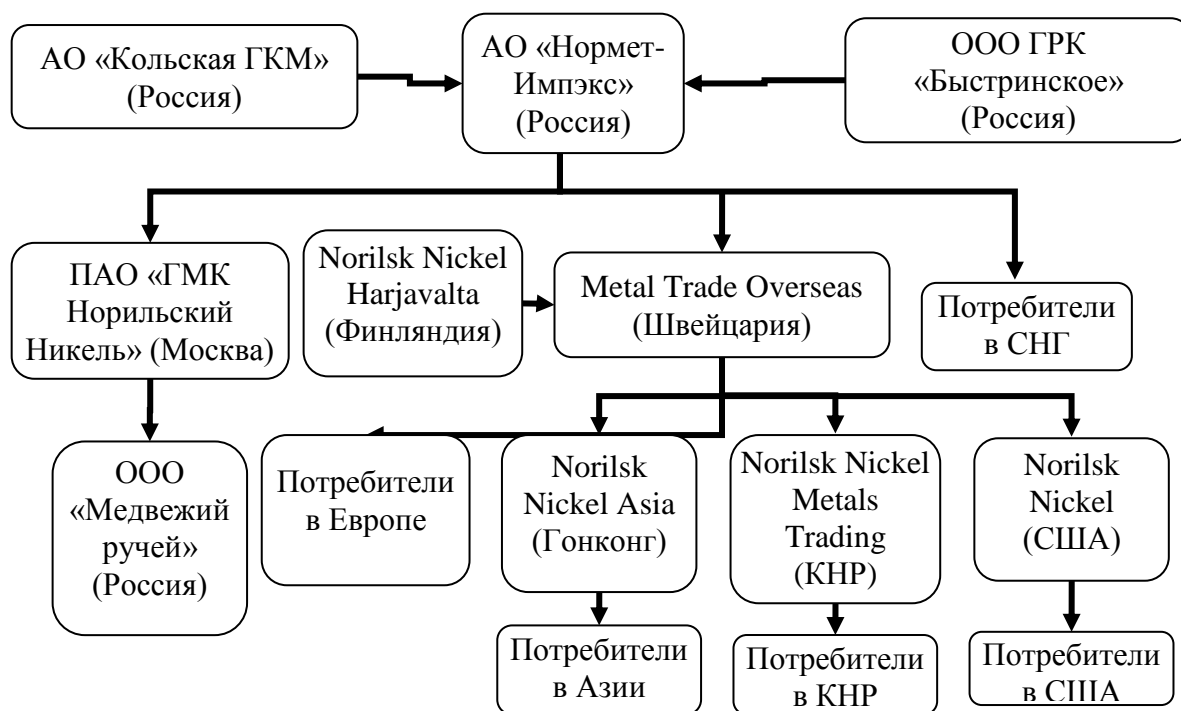 АО «Кольская ГКМ»
(Россия)
АО «Нормет-
Импэкс»
(Россия)
ООО ГРК
«Быстринское»
(Россия)
ПАО «ГМК
Норильский
Никель» (Москва)
Norilsk Nickel
Harjavalta
(Финляндия)
Metal Trade Overseas
(Швейцария)
Потребители
в СНГ
ООО
«Медвежий
ручей»
(Россия)
Потребители
в Европе
Norilsk
Nickel Asia
(Гонконг)
Norilsk Nickel
Metals
Trading
(КНР)
Norilsk
Nickel
(США)
Потребители
в Азии
Потребители
в КНР
Потребители
в США